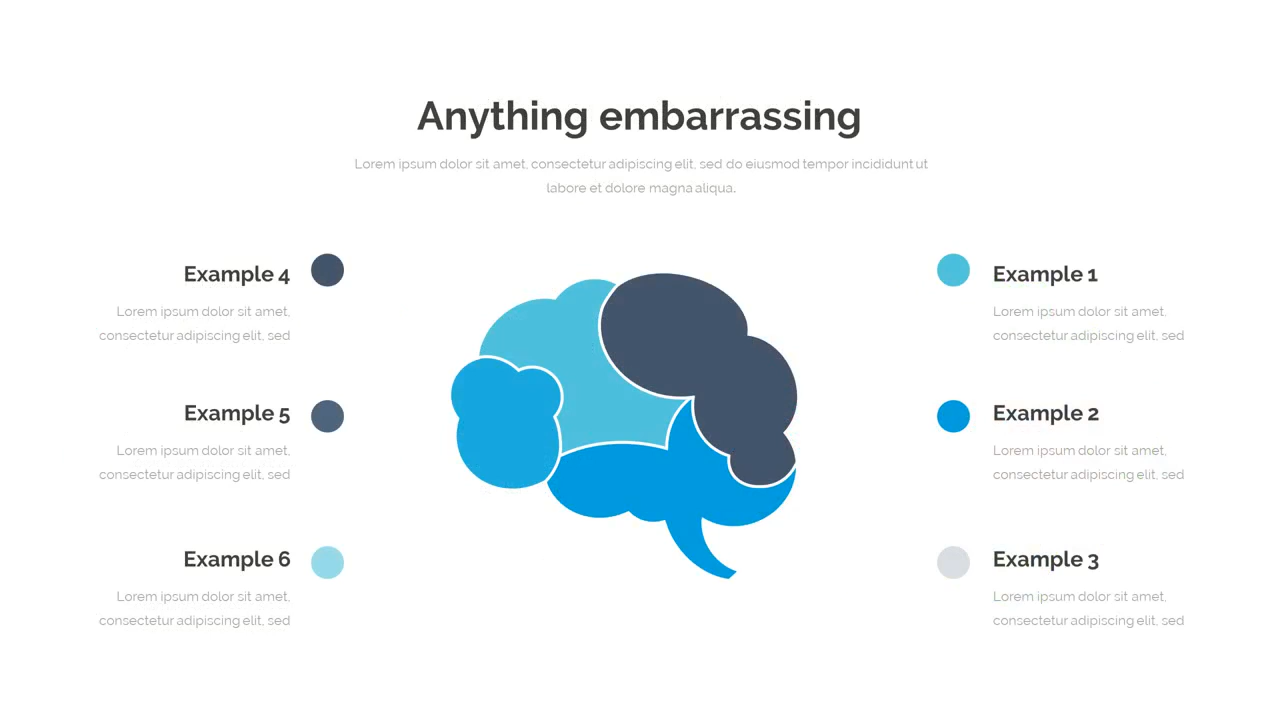 Anything embarrassing
Lorem ipsum dolor sit amet, consectetur adipiscing elit, sed do eiusmod tempor incididunt ut
labore et dolore magna aliqua.
Example 4
Lorem ipsum dolor sit amet,
consectetur adipiscing elit, sed
Example 5
Lorem ipsum dolor sit amet,
consectetur adipiscing elit, sed
Example 6
Lorem ipsum dolor sit amet,
consectetur adipiscing elit, sed
Example 1
Lorem ipsum dolor sit amet,
consectetur adipiscing elit, sed
Example 2
Lorem ipsum dolor sit amet,
consectetur adipiscing elit, sed
Example 3
Lorem ipsum dolor sit amet,
consectetur adipiscing elit, sed